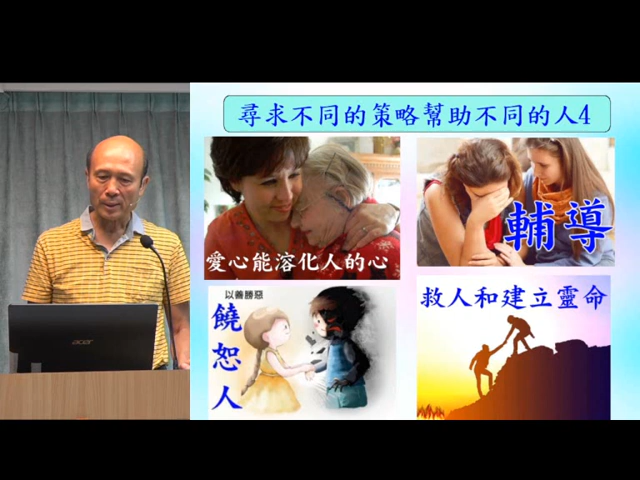 尋求不同的策略幫助不同的人4
愛心能溶化人的心
輔導
以善勝惡
饒恕人
救人和建立靈命
acer